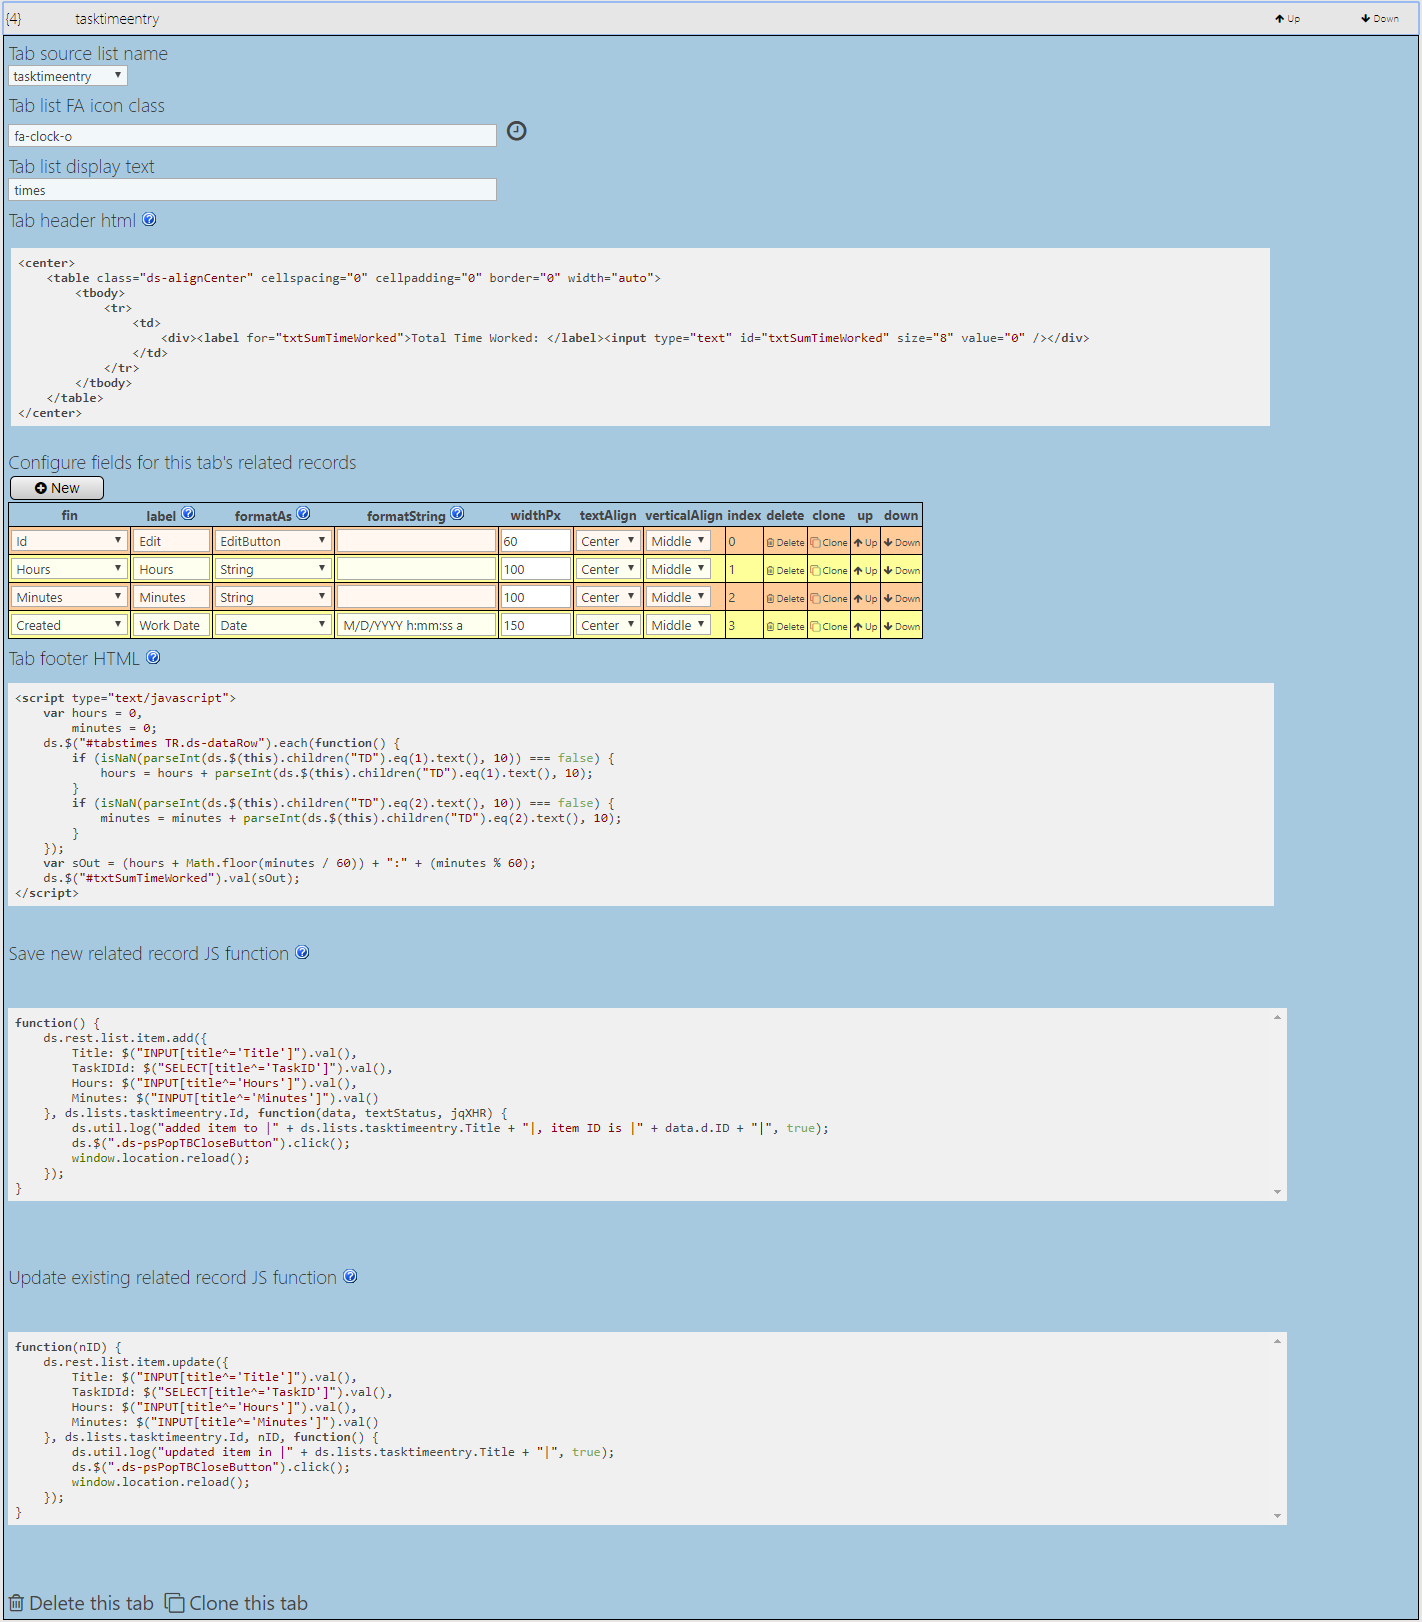 {4} tasktimeentry Up Down
Tab source list name
tasktimeentry
Tab list FA icon class
fa-clock-o
Tab list display text
times
Tab header html
<center>
    <table class="ds-alignCenter" cellspacing="0" cellpadding="0" border="0" width="auto">
        <tbody>
            <tr>
                <td>
                    <div><label for="txtSumTimeWorked">Total Time Worked: </label><input type="text" id="txtSumTimeWorked" size="8" value="0" /></div>
                </td>
            </tr>
        </tbody>
    </table>
</center>
Configure fields for this tab's related records
New
fin label formatAs formatString widthPx textAlign verticalAlign index delete clone up down
Id Edit EditButton 60 Center Middle 0 Delete Clone Up Down
Hours Hours String 100 Center Middle 1 Delete Clone Up Down
Minutes Minutes String 100 Center Middle 2 Delete Clone Up Down
Created Work Date Date M/D/YYYY h:mm:ss a 150 Center Middle 3 Delete Clone Up Down
Tab footer HTML
<script type="text/javascript">
    var hours = 0,
        minutes = 0;
    ds.$("#tabstimes TR.ds-dataRow").each(function() {
        if (isNaN(parseInt(ds.$(this).children("TD").eq(1).text(), 10)) === false) {
            hours = hours + parseInt(ds.$(this).children("TD").eq(1).text(), 10);
        }
        if (isNaN(parseInt(ds.$(this).children("TD").eq(2).text(), 10)) === false) {
            minutes = minutes + parseInt(ds.$(this).children("TD").eq(2).text(), 10);
        }
    });
    var sOut = (hours + Math.floor(minutes / 60)) + ":" + (minutes % 60);
    ds.$("#txtSumTimeWorked").val(sOut);
</script>
Save new related record JS function
function() {
    ds.rest.list.item.add({
        Title: $("INPUT[title^='Title']").val(),
        TaskIDId: $("SELECT[title^='TaskID']").val(),
        Hours: $("INPUT[title^='Hours']").val(),
        Minutes: $("INPUT[title^='Minutes']").val()
    }, ds.lists.tasktimeentry.Id, function(data, textStatus, jqXHR) {
        ds.util.log("added item to |" + ds.lists.tasktimeentry.Title + "|, item ID is |" + data.d.ID + "|", true);
        ds.$(".ds-psPopTBCloseButton").click();
        window.location.reload();
    });
}
Update existing related record JS function
function(nID) {
    ds.rest.list.item.update({
        Title: $("INPUT[title^='Title']").val(),
        TaskIDId: $("SELECT[title^='TaskID']").val(),
        Hours: $("INPUT[title^='Hours']").val(),
        Minutes: $("INPUT[title^='Minutes']").val()
    }, ds.lists.tasktimeentry.Id, nID, function() {
        ds.util.log("updated item in |" + ds.lists.tasktimeentry.Title + "|", true);
        ds.$(".ds-psPopTBCloseButton").click();
        window.location.reload();
    });
}
Delete this tab Clone this tab